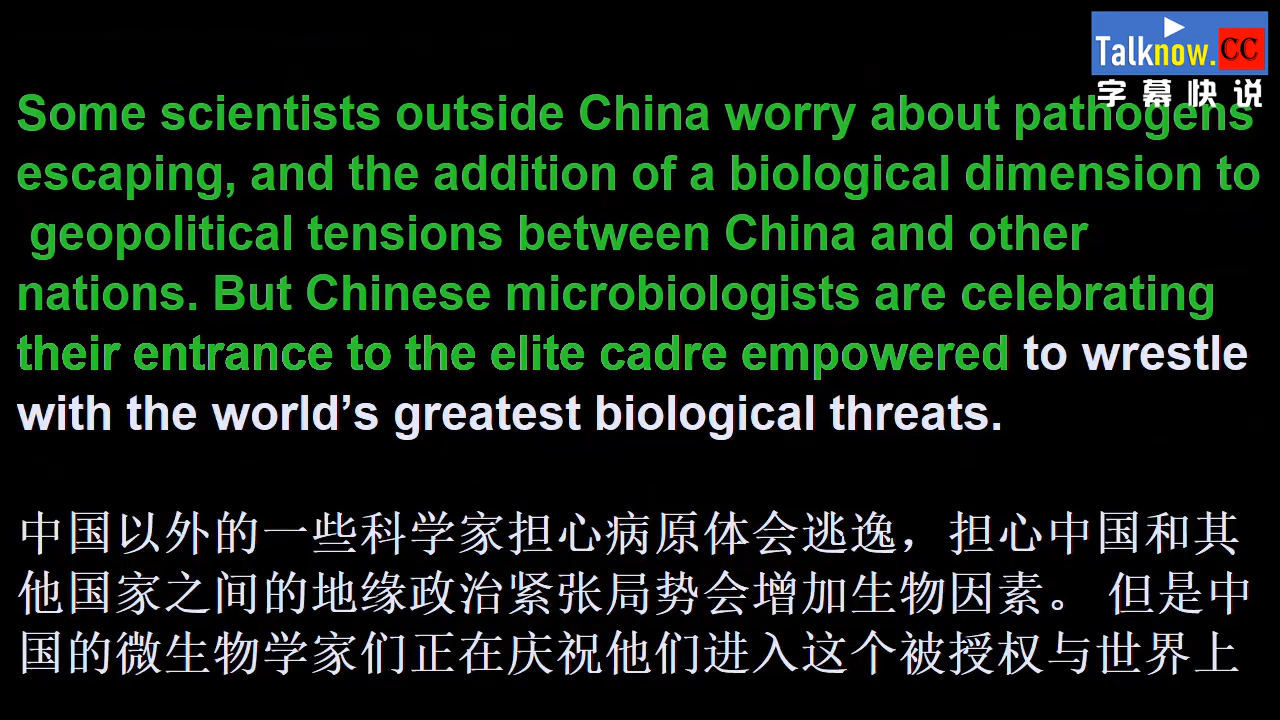 Talknow.CC
字幕快说
Some scientists outside China worry about pathogens
escaping, and the addition of a biological dimension to
geopolitical tensions between China and other
nations. But Chinese microbiologists are celebrating
their entrance to the elite cadre empowered to wrestle
with the world’s greatest biological threats.
中国以外的一些科学家担心病原体会逃逸，担心中国和其
他国家之间的地缘政治紧张局势会增加生物因素。 但是中
国的微生物学家们正在庆祝他们进入这个被授权与世界上